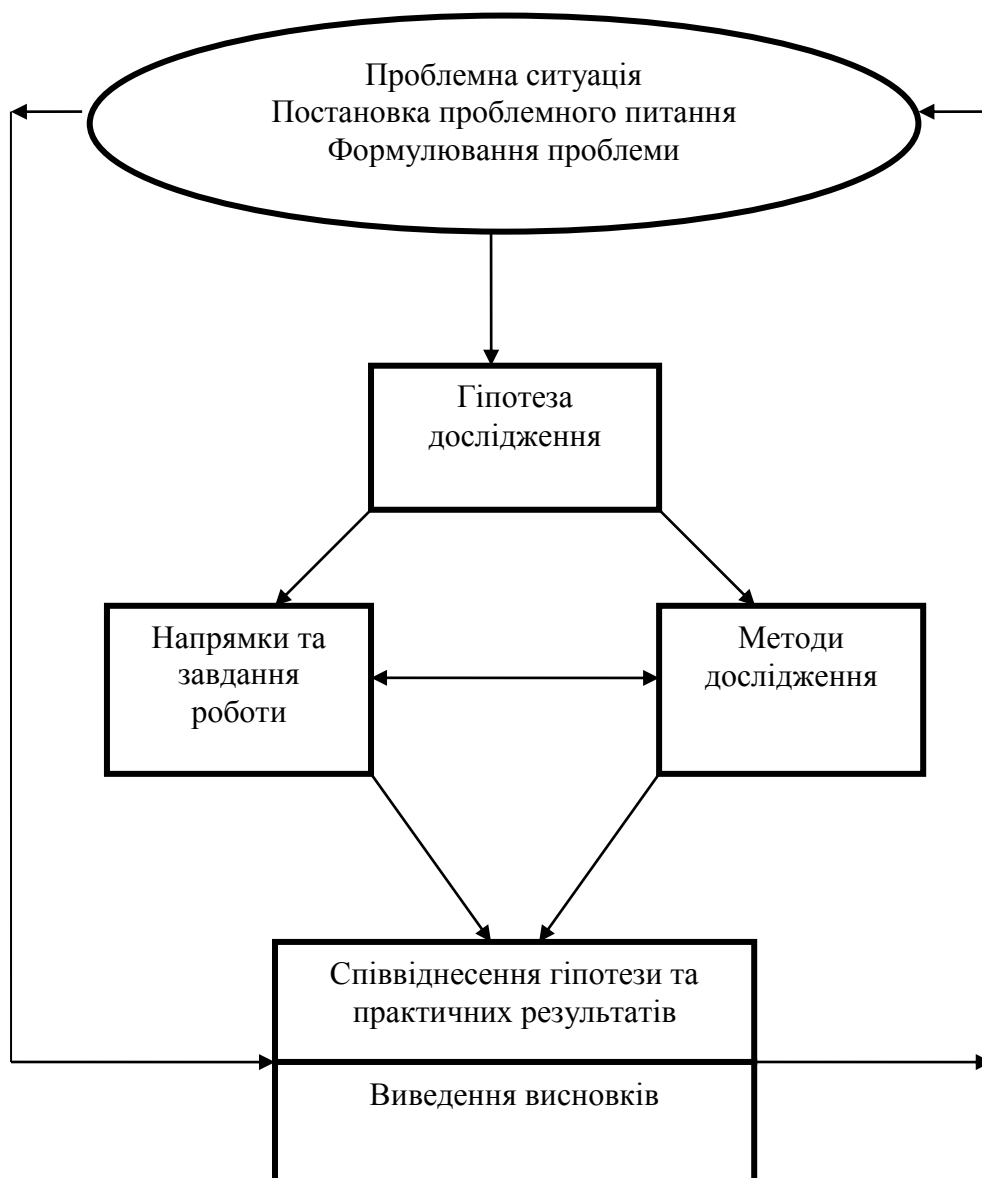 Проблемна ситуація
Постановка проблемного питання
Формулювання проблеми
Гіпотеза
дослідження
Напрямки та
завдання
роботи
Методи
дослідження
Співвіднесення гіпотези та
практичних результатів
Виведення висновків